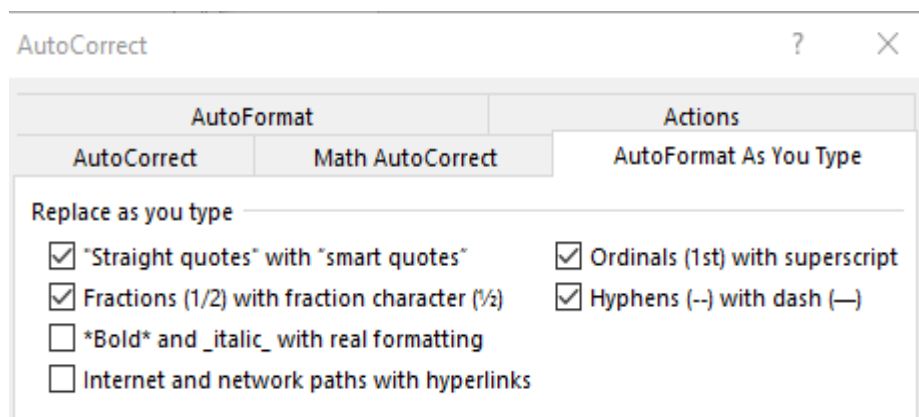 AutoCorrect ? ×
AutoFormat Actions
AutoCorrect Math AutoCorrect AutoFormat As You Type
Replace as you type
"Straight quotes" with “smart quotes” Ordinals (1st) with superscript
Fractions (1/2) with fraction character (½) Hyphens (--) with dash (—)
*Bold* and _italic_ with real formatting
Internet and network paths with hyperlinks